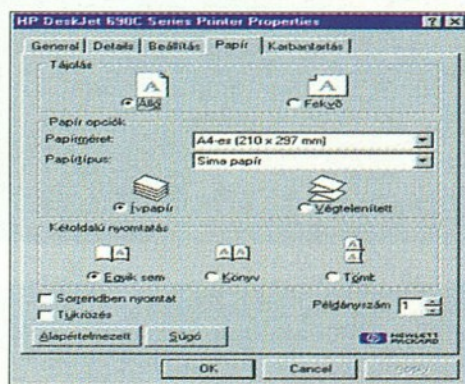 HP DeskJet 690C Series Printer Properties
General Details Beállítás Papír Karbantartás
Tájolás
Álló Fekvő
Papír opciók
Papírméret: A4-es (210 x 297 mm)
Papírtípus: Sima papír
Ívpapír Végtelenített
Kétoldalú nyomtatás
Egyik sem Könyv Tömb
Sorrendben nyomtat
Tükrözés
Példányszám 1
Alapértelmezett Súgó
HEWLETT
PACKARD
OK Cancel Apply